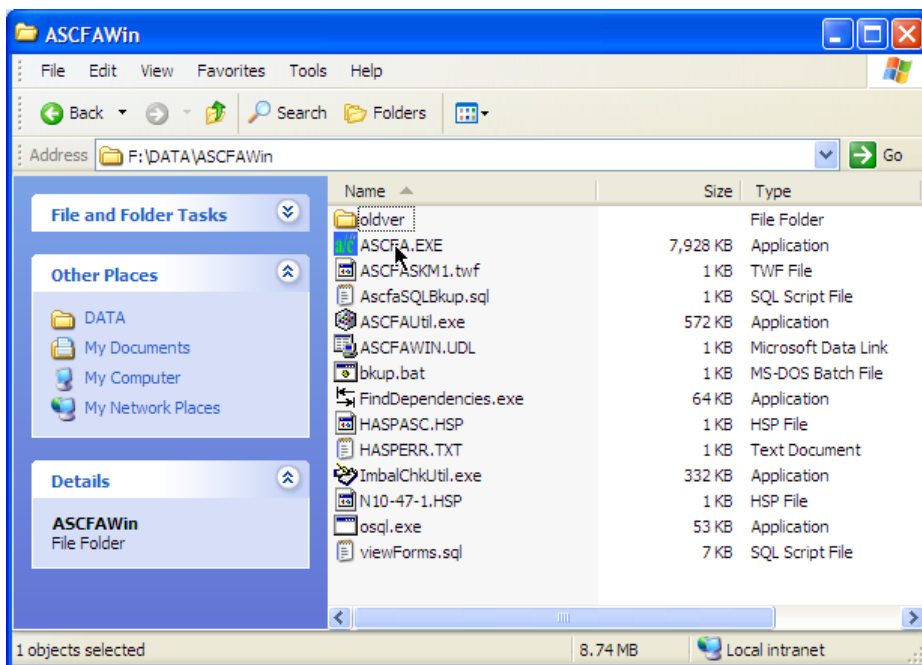 ASCFAWin
File Edit View Favorites Tools Help
Back Search Folders
Address F:\DATA\ASCFAWin Go
File and Folder Tasks
Other Places
DATA
My Documents
My Computer
My Network Places
Details
ASCFAWin
File Folder
Name Size Type
oldver File Folder
a/c ASCFA.EXE 7,928 KB Application
ASCFASKM1.twf 1 KB TWF File
AscfaSQLBkup.sql 1 KB SQL Script File
ASCFAUtil.exe 572 KB Application
ASCFAWIN.UDL 1 KB Microsoft Data Link
bkup.bat 1 KB MS-DOS Batch File
FindDependencies.exe 64 KB Application
HASPASC.HSP 1 KB HSP File
HASPERR.TXT 1 KB Text Document
ImbalChkUtil.exe 332 KB Application
N10-47-1.HSP 1 KB HSP File
osql.exe 53 KB Application
viewForms.sql 7 KB SQL Script File
1 objects selected 8.74 MB Local intranet